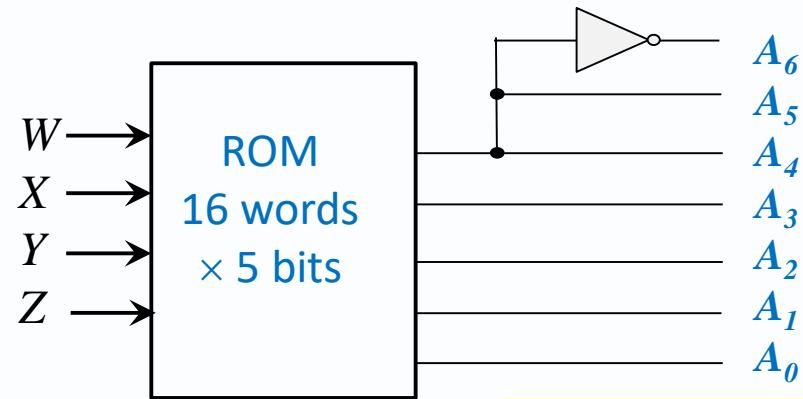 W
X
Y
Z
ROM
16 words
× 5 bits
A₆
A₅
A₄
A₃
A₂
A₁
A₀